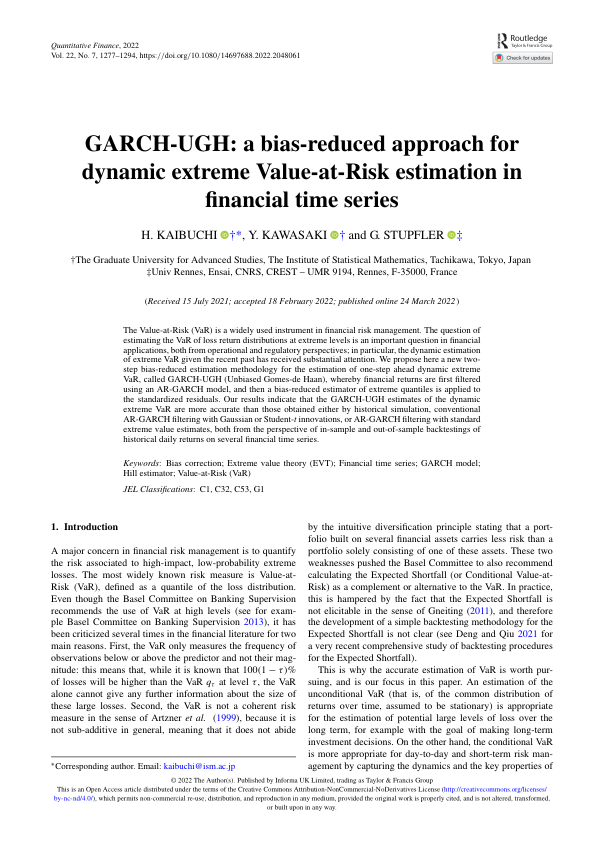 Quantitative Finance, 2022
Vol. 22, No. 7, 1277–1294, https://doi.org/10.1080/14697688.2022.2048061
Routledge
Taylor & Francis Group
Check for updates
GARCH-UGH: a bias-reduced approach for
dynamic extreme Value-at-Risk estimation in
financial time series
H. KAIBUCHI †*, Y. KAWASAKI † and G. STUPFLER ‡
†The Graduate University for Advanced Studies, The Institute of Statistical Mathematics, Tachikawa, Tokyo, Japan
‡Univ Rennes, Ensai, CNRS, CREST – UMR 9194, Rennes, F-35000, France
(Received 15 July 2021; accepted 18 February 2022; published online 24 March 2022)
The Value-at-Risk (VaR) is a widely used instrument in financial risk management. The question of
estimating the VaR of loss return distributions at extreme levels is an important question in financial
applications, both from operational and regulatory perspectives; in particular, the dynamic estimation
of extreme VaR given the recent past has received substantial attention. We propose here a new two-
step bias-reduced estimation methodology for the estimation of one-step ahead dynamic extreme
VaR, called GARCH-UGH (Unbiased Gomes-de Haan), whereby financial returns are first filtered
using an AR-GARCH model, and then a bias-reduced estimator of extreme quantiles is applied to
the standardized residuals. Our results indicate that the GARCH-UGH estimates of the dynamic
extreme VaR are more accurate than those obtained either by historical simulation, conventional
AR-GARCH filtering with Gaussian or Student-t innovations, or AR-GARCH filtering with standard
extreme value estimates, both from the perspective of in-sample and out-of-sample backtestings of
historical daily returns on several financial time series.
Keywords: Bias correction; Extreme value theory (EVT); Financial time series; GARCH model;
Hill estimator; Value-at-Risk (VaR)
JEL Classifications: C1, C32, C53, G1
1. Introduction
A major concern in financial risk management is to quantify
the risk associated to high-impact, low-probability extreme
losses. The most widely known risk measure is Value-at-
Risk (VaR), defined as a quantile of the loss distribution.
Even though the Basel Committee on Banking Supervision
recommends the use of VaR at high levels (see for exam-
ple Basel Committee on Banking Supervision 2013), it has
been criticized several times in the financial literature for two
main reasons. First, the VaR only measures the frequency of
observations below or above the predictor and not their mag-
nitude: this means that, while it is known that 100(1 − τ)%
of losses will be higher than the VaR qτ at level τ, the VaR
alone cannot give any further information about the size of
these large losses. Second, the VaR is not a coherent risk
measure in the sense of Artzner et al. (1999), because it is
not sub-additive in general, meaning that it does not abide
*Corresponding author. Email: kaibuchi@ism.ac.jp
by the intuitive diversification principle stating that a port-
folio built on several financial assets carries less risk than a
portfolio solely consisting of one of these assets. These two
weaknesses pushed the Basel Committee to also recommend
calculating the Expected Shortfall (or Conditional Value-at-
Risk) as a complement or alternative to the VaR. In practice,
this is hampered by the fact that the Expected Shortfall is
not elicitable in the sense of Gneiting (2011), and therefore
the development of a simple backtesting methodology for the
Expected Shortfall is not clear (see Deng and Qiu 2021 for
a very recent comprehensive study of backtesting procedures
for the Expected Shortfall).
This is why the accurate estimation of VaR is worth pur-
suing, and is our focus in this paper. An estimation of the
unconditional VaR (that is, of the common distribution of
returns over time, assumed to be stationary) is appropriate
for the estimation of potential large levels of loss over the
long term, for example with the goal of making long-term
investment decisions. On the other hand, the conditional VaR
is more appropriate for day-to-day and short-term risk man-
agement by capturing the dynamics and the key properties of
© 2022 The Author(s). Published by Informa UK Limited, trading as Taylor & Francis Group
This is an Open Access article distributed under the terms of the Creative Commons Attribution-NonCommercial-NoDerivatives License (http://creativecommons.org/licenses/
by-nc-nd/4.0/), which permits non-commercial re-use, distribution, and reproduction in any medium, provided the original work is properly cited, and is not altered, transformed,
or built upon in any way.